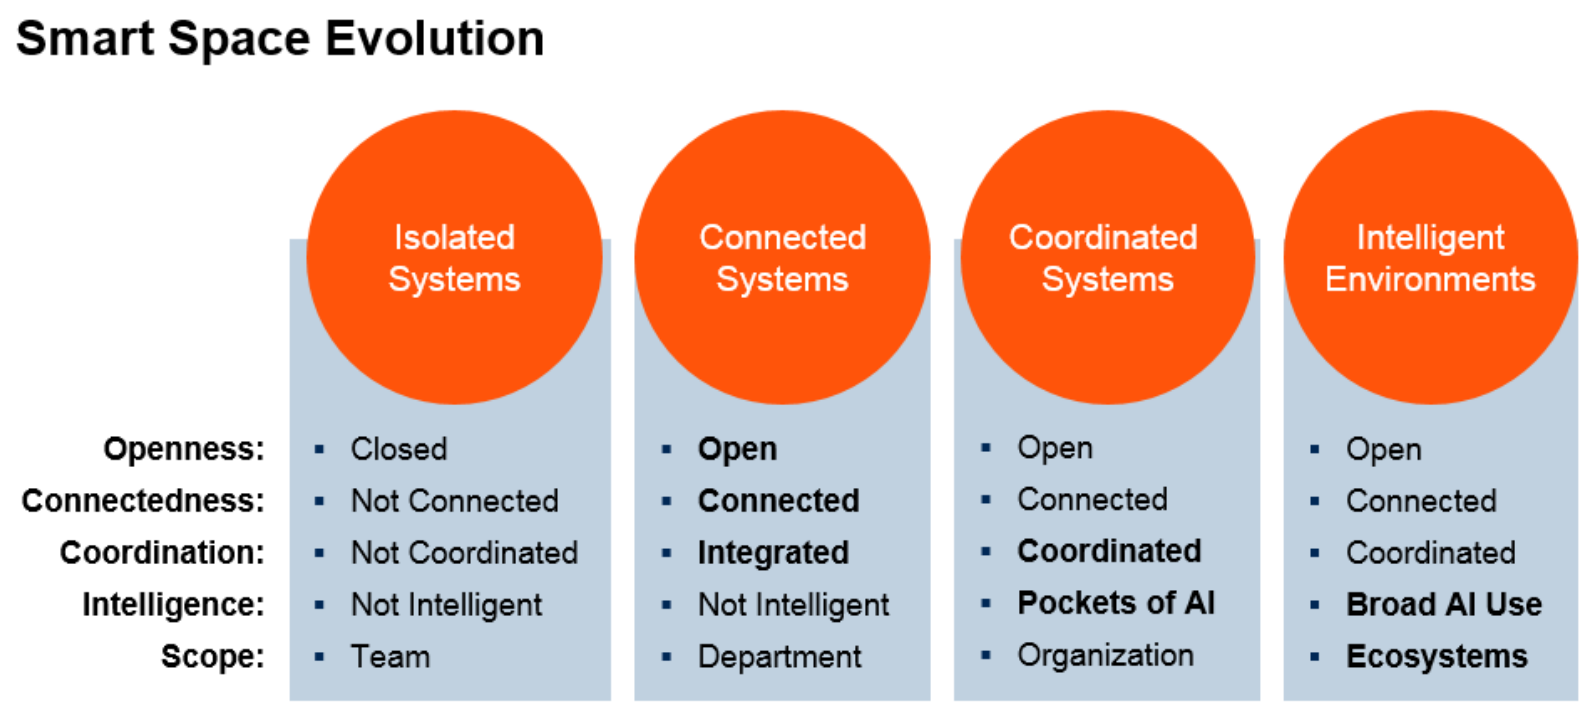 Smart Space Evolution
Isolated
Systems
Connected
Systems
Coordinated
Systems
Intelligent
Environments
Openness: ▪ Closed ▪ Open ▪ Open ▪ Open
Connectedness: ▪ Not Connected ▪ Connected ▪ Connected ▪ Connected
Coordination: ▪ Not Coordinated ▪ Integrated ▪ Coordinated ▪ Coordinated
Intelligence: ▪ Not Intelligent ▪ Not Intelligent ▪ Pockets of AI ▪ Broad AI Use
Scope: ▪ Team ▪ Department ▪ Organization ▪ Ecosystems